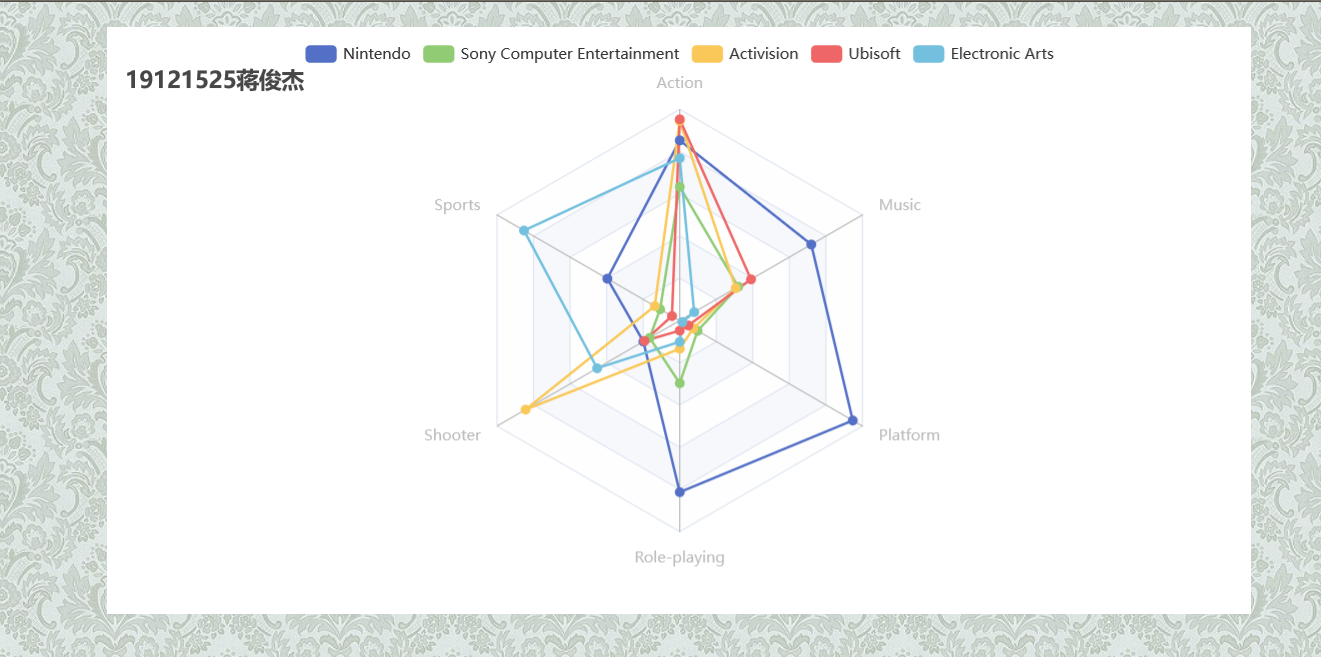 Nintendo Sony Computer Entertainment Activision Ubisoft Electronic Arts
19121525蒋俊杰
Action
Sports
Music
Shooter
Platform
Role-playing